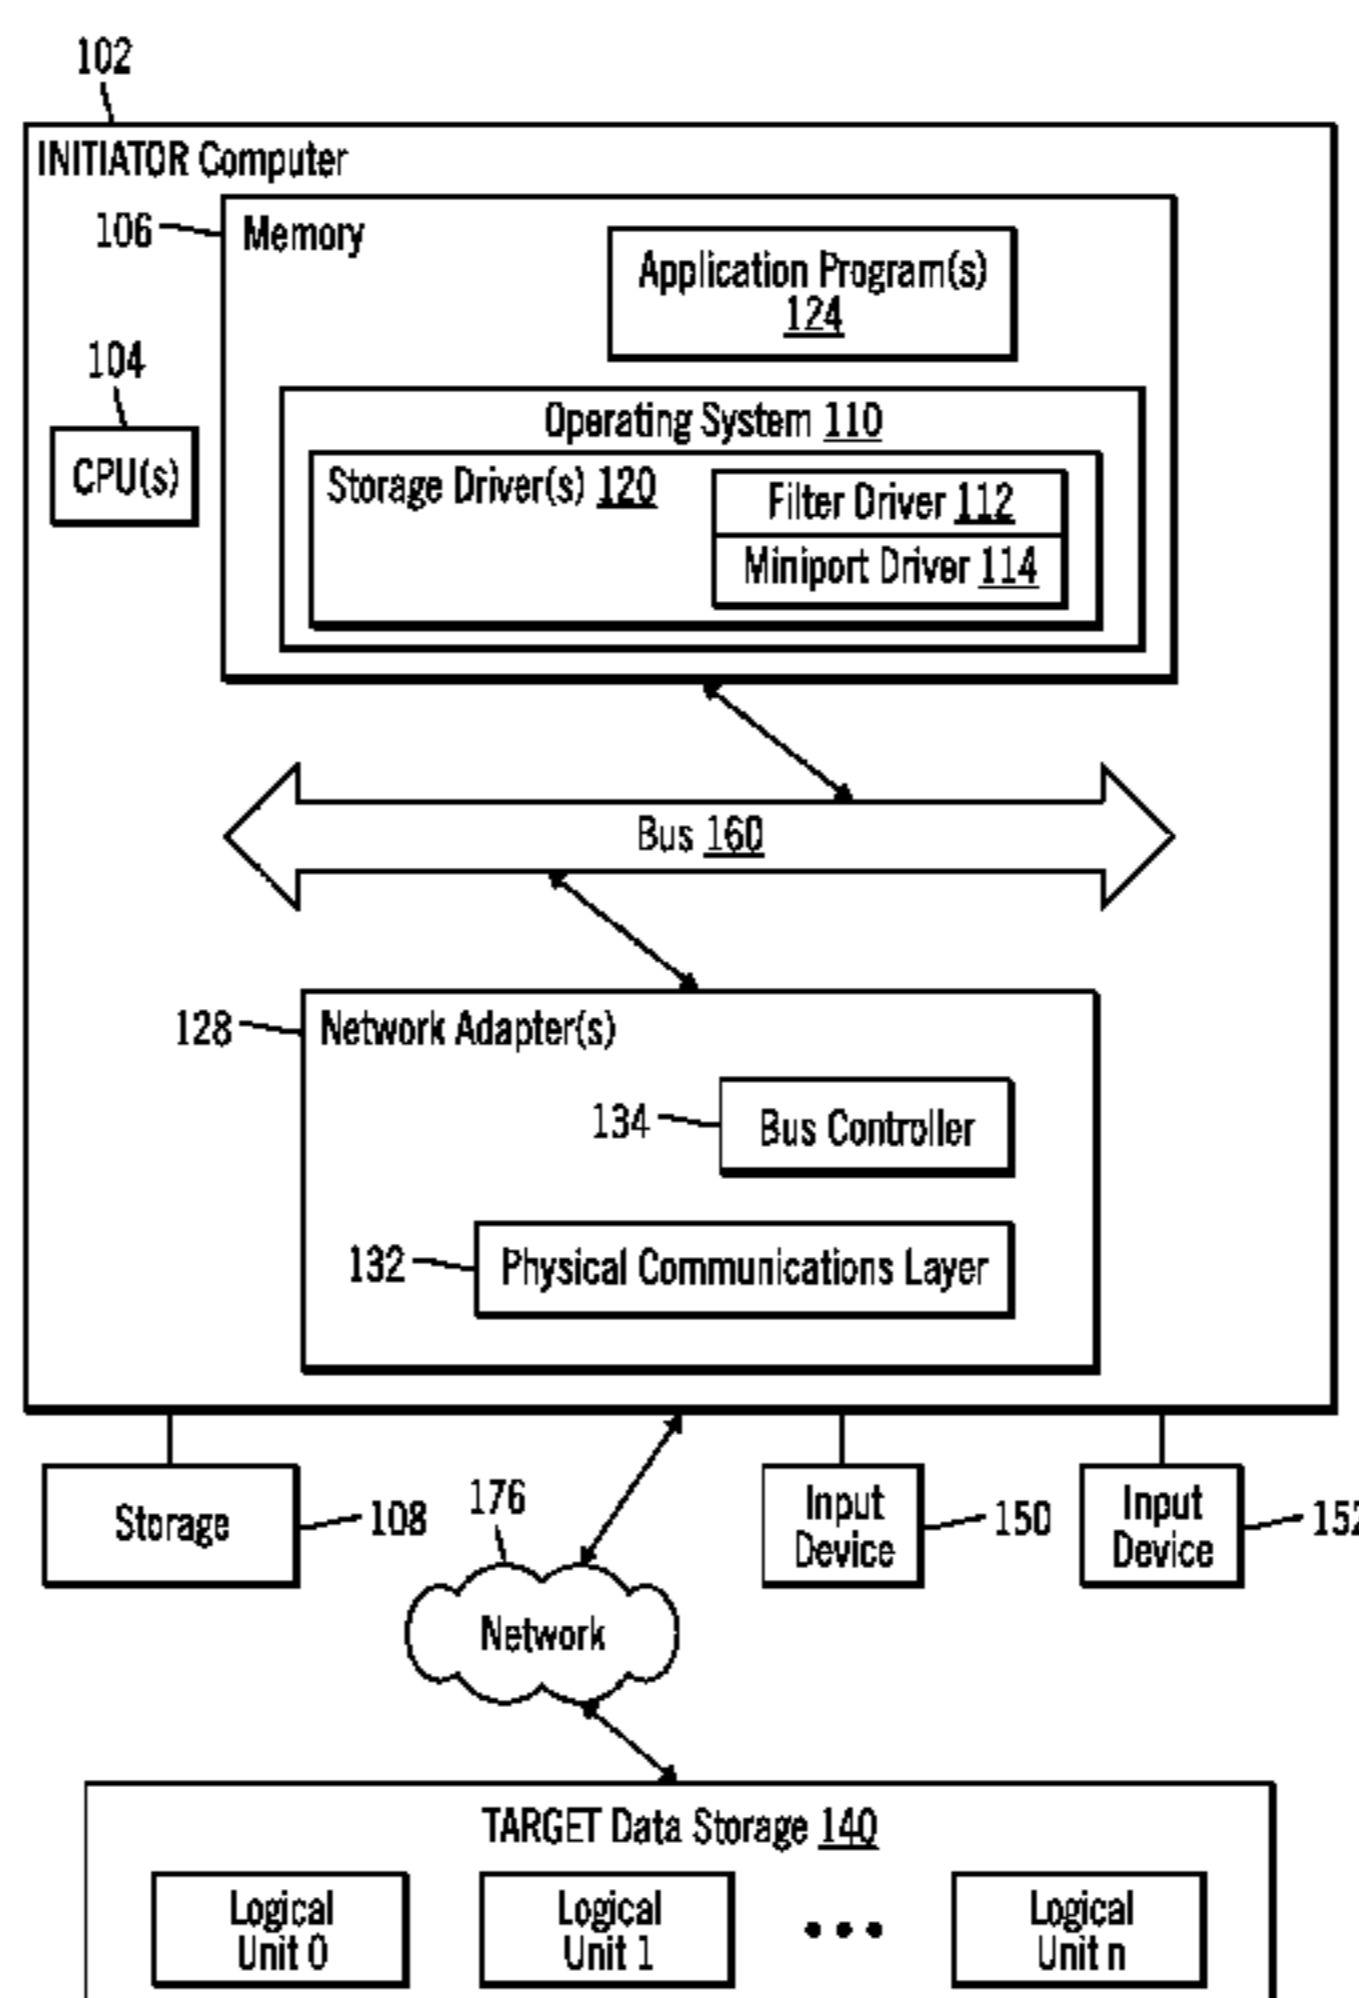 102
INITIATOR Computer
106
Memory
Application Program(s)
124
104
CPU(s)
Operating System 110
Storage Driver(s) 120
Filter Driver 112
Miniport Driver 114
Bus 160
128
Network Adapter(s)
134
Bus Controller
132
Physical Communications Layer
Storage
108
176
Input
Device
150
Input
Device
152
Network
TARGET Data Storage 140
Logical
Unit 0
Logical
Unit 1
•••
Logical
Unit n